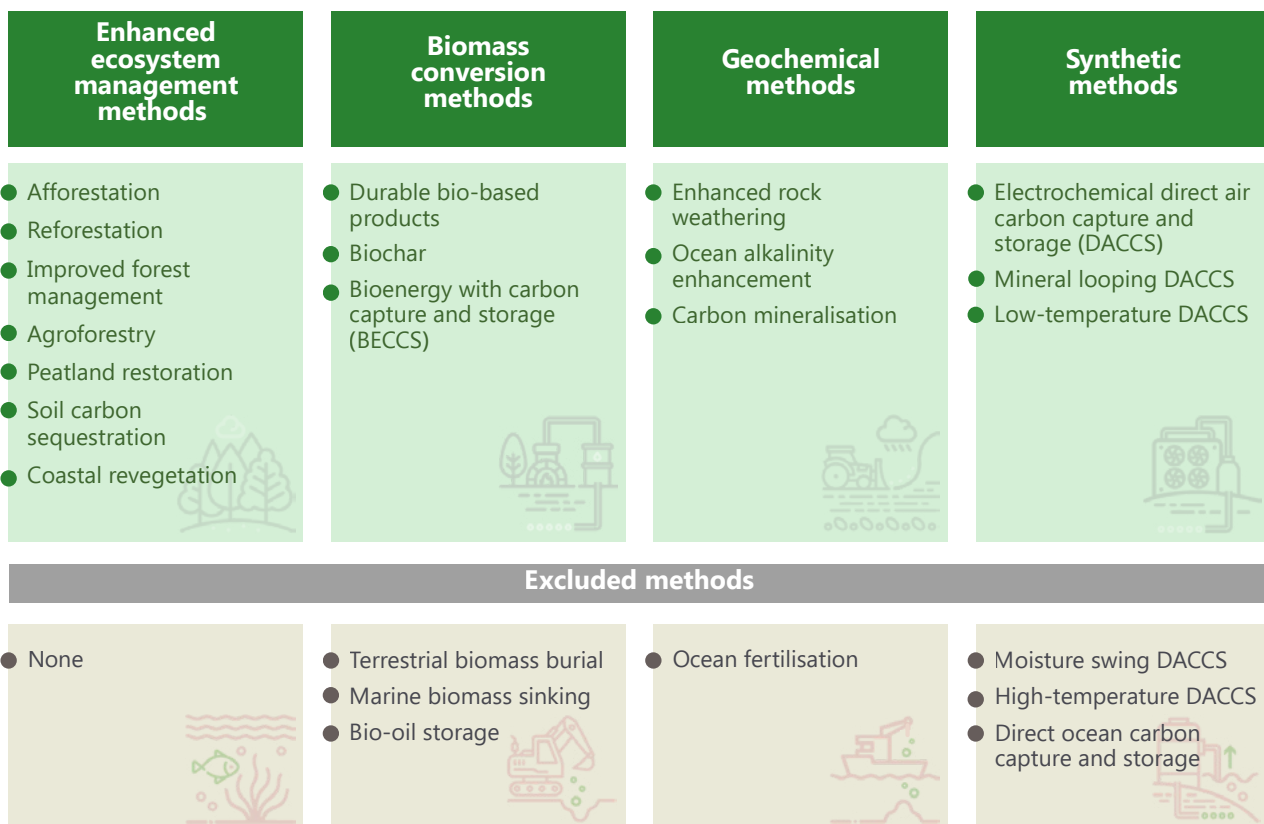 Enhanced
ecosystem
management
methods
Afforestation
Reforestation
Improved forest
management
Agroforestry
Peatland restoration
Soil carbon
sequestration
Coastal revegetation
Biomass
conversion
methods
Durable bio-based
products
Biochar
Bioenergy with carbon
capture and storage
(BECCS)
Geochemical
methods
Enhanced rock
weathering
Ocean alkalinity
enhancement
Carbon mineralisation
Synthetic
methods
Electrochemical direct air
carbon capture and
storage (DACCS)
Mineral looping DACCS
Low-temperature DACCS
Excluded methods
None
Terrestrial biomass burial
Marine biomass sinking
Bio-oil storage
Ocean fertilisation
Moisture swing DACCS
High-temperature DACCS
Direct ocean carbon
capture and storage